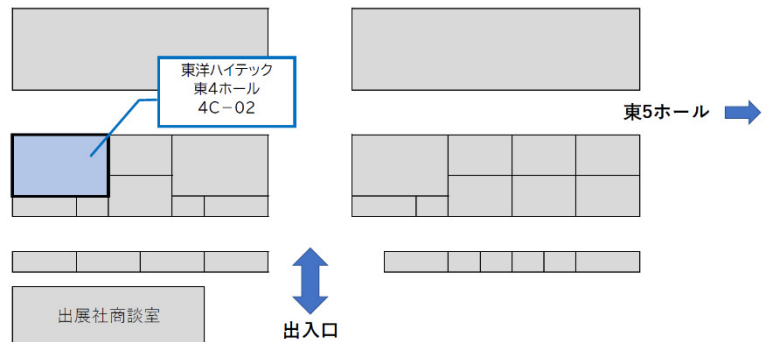 東洋ハイテック
東4ホール
4C-02
東5ホール
出展社商談室
出入口